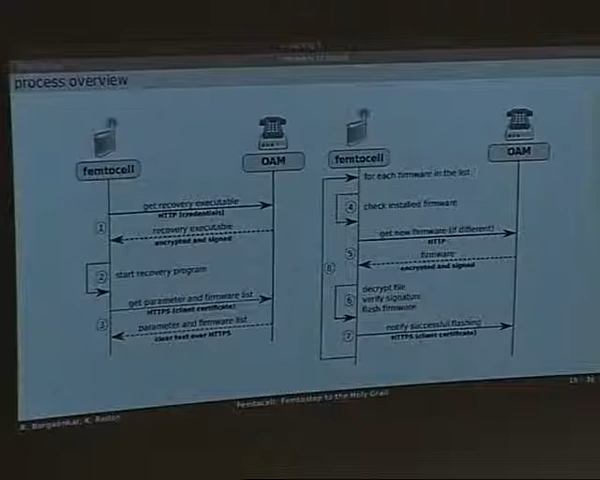 process overview
femtocell
OAM
get recovery executable
HTTP (credentials)
1
recovery executable
encrypted and signed
2 start recovery program
get parameter and firmware list
HTTPS (client certificate)
3
parameter and firmware list
clear text over HTTPS
femtocell
OAM
for each firmware in the list
4 check installed firmware
get new firmware (if different)
HTTP
5
firmware
encrypted and signed
8
decrypt file
6 verify signature
flash firmware
7 notify successful flashing
HTTPS (client certificate)
R. Borgaonkar, K. Redon
Femtocell: Femtostep to the Holy Grail